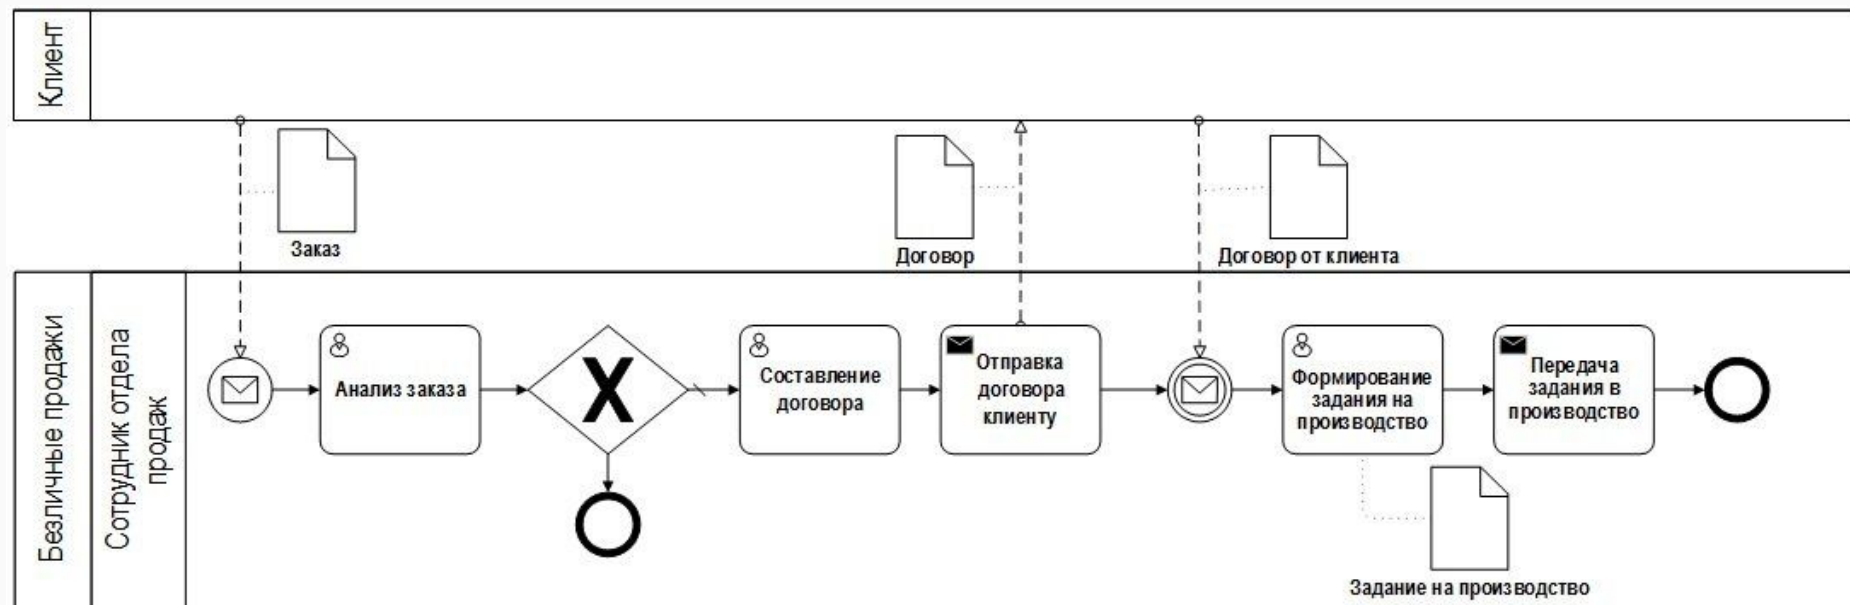 Клиент
Заказ
Договор
Договор от клиента
Безличные продажи
Сотрудник отдела
продаж
Анализ заказа
Составление
договора
Отправка
договора
клиенту
Формирование
задания на
производство
Передача
задания в
производство
Задание на производство